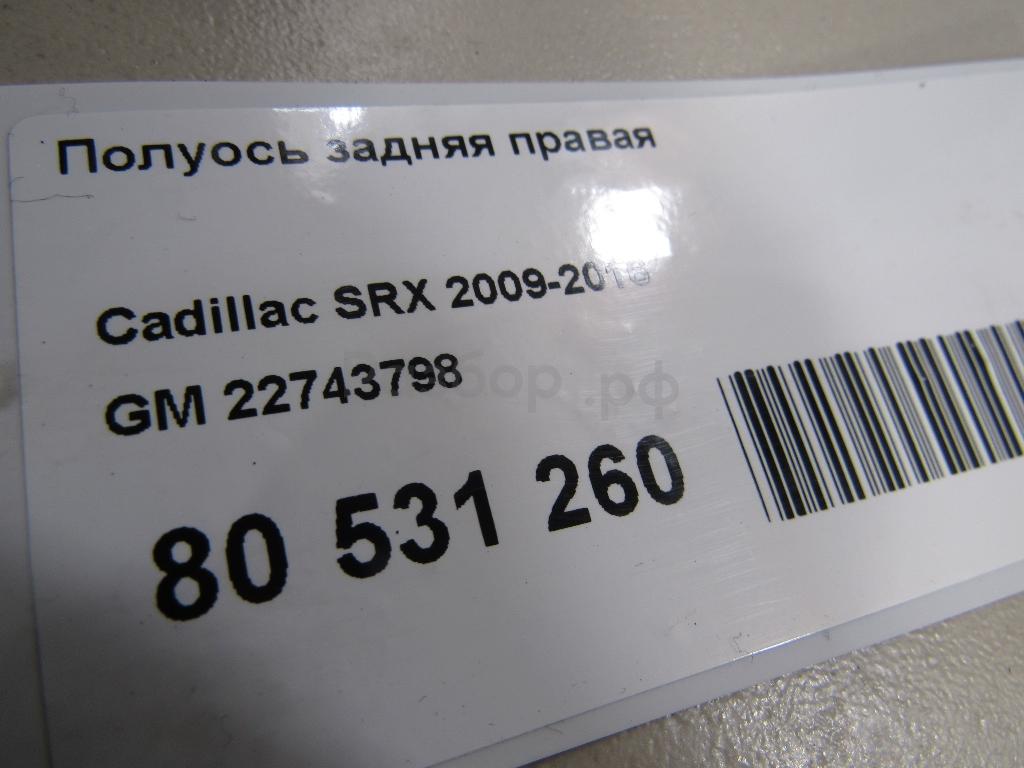 Полуось задняя правая
Cadillac SRX 2009-2016
GM 22743798
80 531 260